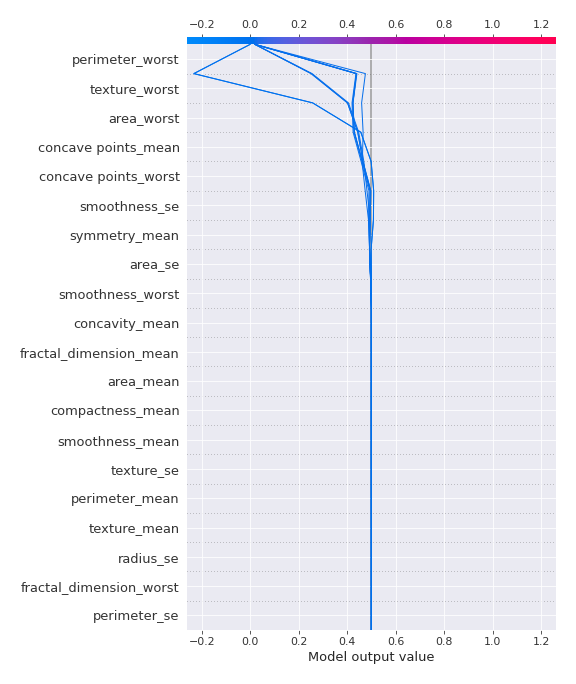 −0.2 0.0 0.2 0.4 0.6 0.8 1.0 1.2
perimeter_worst
texture_worst
area_worst
concave points_mean
concave points_worst
smoothness_se
symmetry_mean
area_se
smoothness_worst
concavity_mean
fractal_dimension_mean
area_mean
compactness_mean
smoothness_mean
texture_se
perimeter_mean
texture_mean
radius_se
fractal_dimension_worst
perimeter_se
−0.2 0.0 0.2 0.4 0.6 0.8 1.0 1.2
Model output value